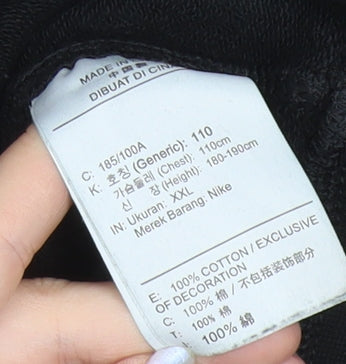 MADE IN
中国製
DIBUAT DI CINA
C: 185/100A
K: 호칭 (Generic): 110
가슴둘레 (Chest): 110cm
신장 (Height): 180-190cm
IN: Ukuran: XXL
Merek Barang: Nike
E: 100% COTTON / EXCLUSIVE
OF DECORATION
C: 100% 棉 / 不包括装饰部分
T: 100% 棉
100% 綿